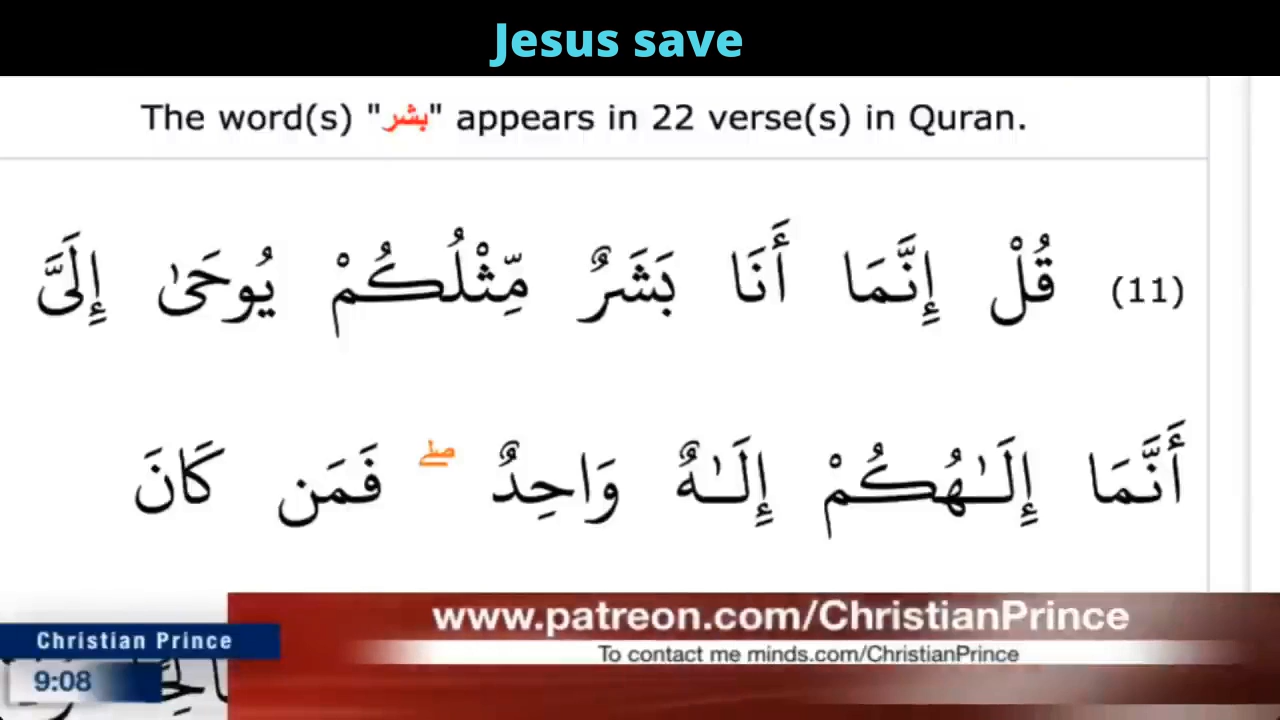 Jesus save
The word(s) "بشر" appears in 22 verse(s) in Quran.
(11) قُلْ إِنَّمَا أَنَا بَشَرٌ مِّثْلُكُمْ يُوحَىٰ إِلَىَّ
أَنَّمَا إِلَـٰهُكُمْ إِلَـٰهٌ وَاحِدٌ ۖ فَمَن كَانَ
www.patreon.com/ChristianPrince
Christian Prince
To contact me minds.com/ChristianPrince
9:08